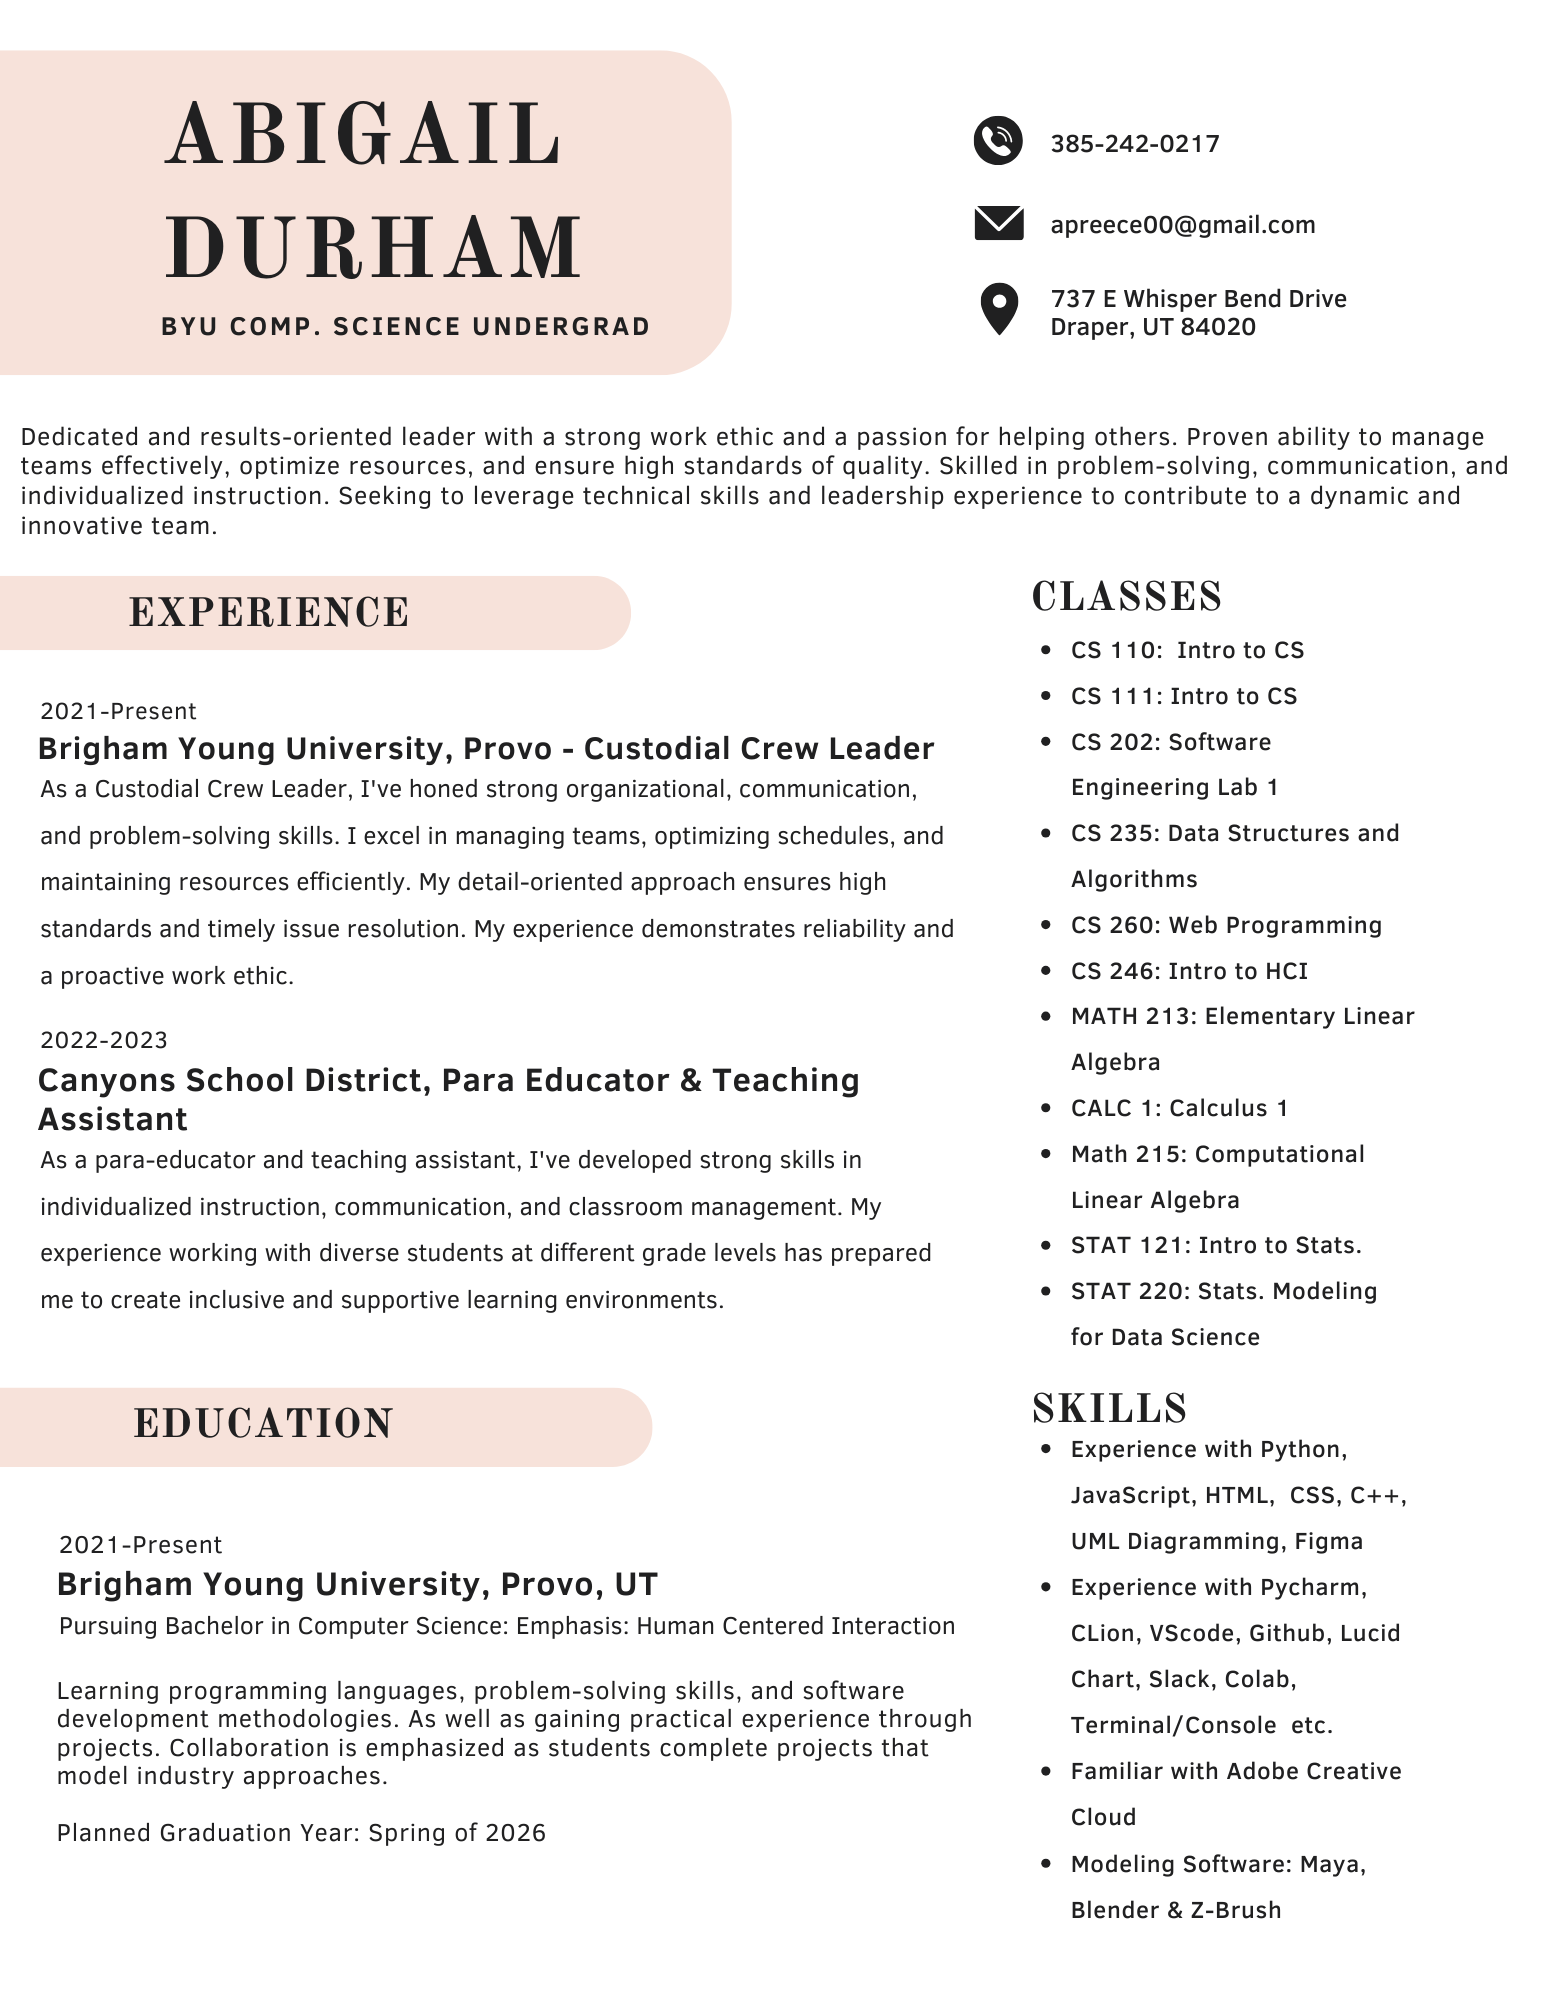 ABIGAIL
DURHAM
BYU COMP. SCIENCE UNDERGRAD
385-242-0217
apreece00@gmail.com
737 E Whisper Bend Drive
Draper, UT 84020
Dedicated and results-oriented leader with a strong work ethic and a passion for helping others. Proven ability to manage
teams effectively, optimize resources, and ensure high standards of quality. Skilled in problem-solving, communication, and
individualized instruction. Seeking to leverage technical skills and leadership experience to contribute to a dynamic and
innovative team.
EXPERIENCE
2021-Present
Brigham Young University, Provo - Custodial Crew Leader
As a Custodial Crew Leader, I've honed strong organizational, communication,
and problem-solving skills. I excel in managing teams, optimizing schedules, and
maintaining resources efficiently. My detail-oriented approach ensures high
standards and timely issue resolution. My experience demonstrates reliability and
a proactive work ethic.
2022-2023
Canyons School District, Para Educator & Teaching
Assistant
As a para-educator and teaching assistant, I've developed strong skills in
individualized instruction, communication, and classroom management. My
experience working with diverse students at different grade levels has prepared
me to create inclusive and supportive learning environments.
EDUCATION
2021-Present
Brigham Young University, Provo, UT
Pursuing Bachelor in Computer Science: Emphasis: Human Centered Interaction
Learning programming languages, problem-solving skills, and software
development methodologies. As well as gaining practical experience through
projects. Collaboration is emphasized as students complete projects that
model industry approaches.
Planned Graduation Year: Spring of 2026
CLASSES
• CS 110:  Intro to CS
• CS 111: Intro to CS
• CS 202: Software
Engineering Lab 1
• CS 235: Data Structures and
Algorithms
• CS 260: Web Programming
• CS 246: Intro to HCI
• MATH 213: Elementary Linear
Algebra
• CALC 1: Calculus 1
• Math 215: Computational
Linear Algebra
• STAT 121: Intro to Stats.
• STAT 220: Stats. Modeling
for Data Science
SKILLS
• Experience with Python,
JavaScript, HTML,  CSS, C++,
UML Diagramming, Figma
• Experience with Pycharm,
CLion, VScode, Github, Lucid
Chart, Slack, Colab,
Terminal/Console  etc.
• Familiar with Adobe Creative
Cloud
• Modeling Software: Maya,
Blender & Z-Brush